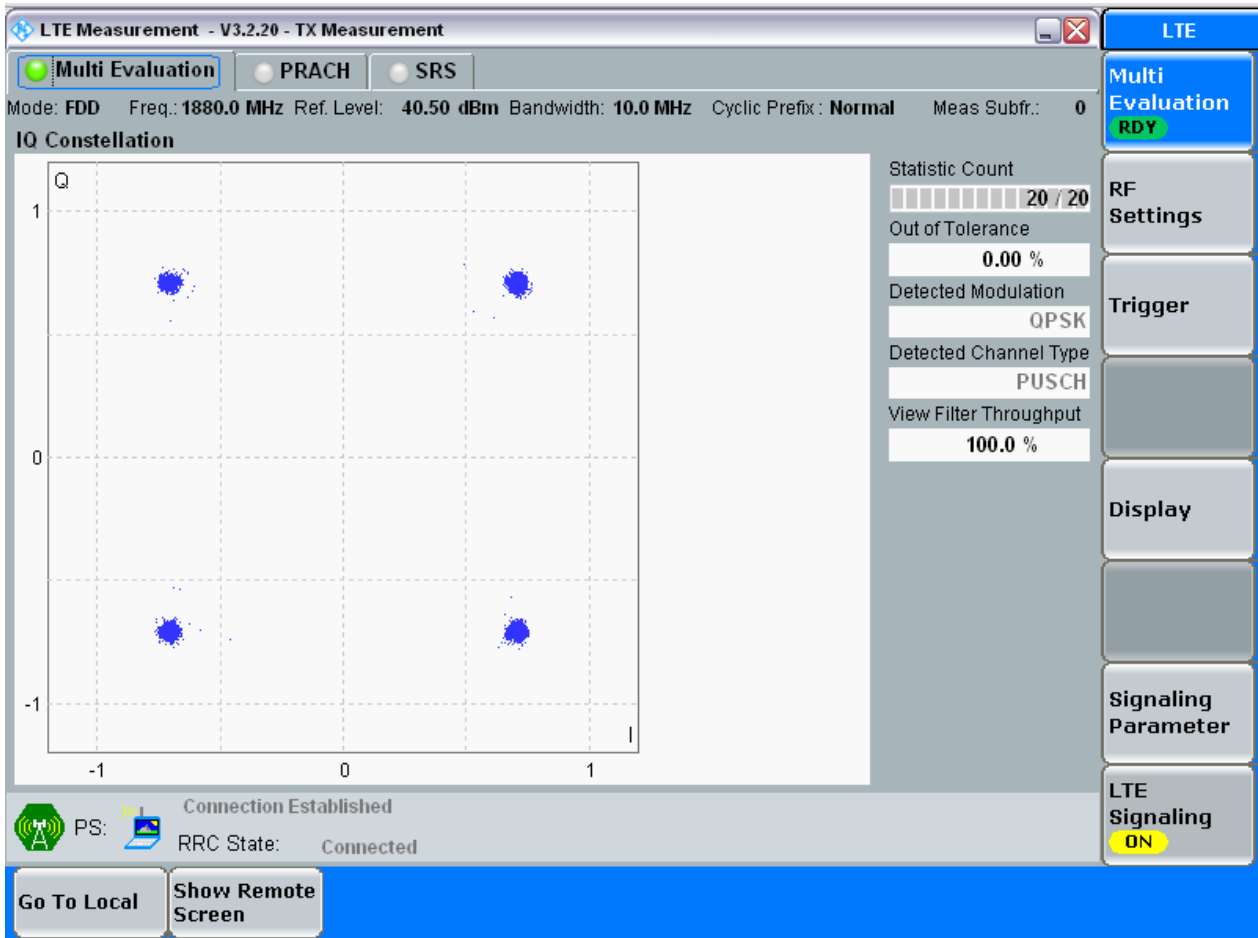 LTE Measurement - V3.2.20 - TX Measurement
LTE
Multi Evaluation PRACH SRS
Mode: FDD Freq.: 1880.0 MHz Ref. Level: 40.50 dBm Bandwidth: 10.0 MHz Cyclic Prefix : Normal Meas Subfr.: 0
IQ Constellation
Q
1
0
-1
I
-1 0 1
Statistic Count
20 / 20
Out of Tolerance
0.00 %
Detected Modulation
QPSK
Detected Channel Type
PUSCH
View Filter Throughput
100.0 %
Multi
Evaluation
RDY
RF
Settings
Trigger
Display
Signaling
Parameter
LTE
Signaling
ON
PS:
Connection Established
RRC State: Connected
Go To Local
Show Remote
Screen